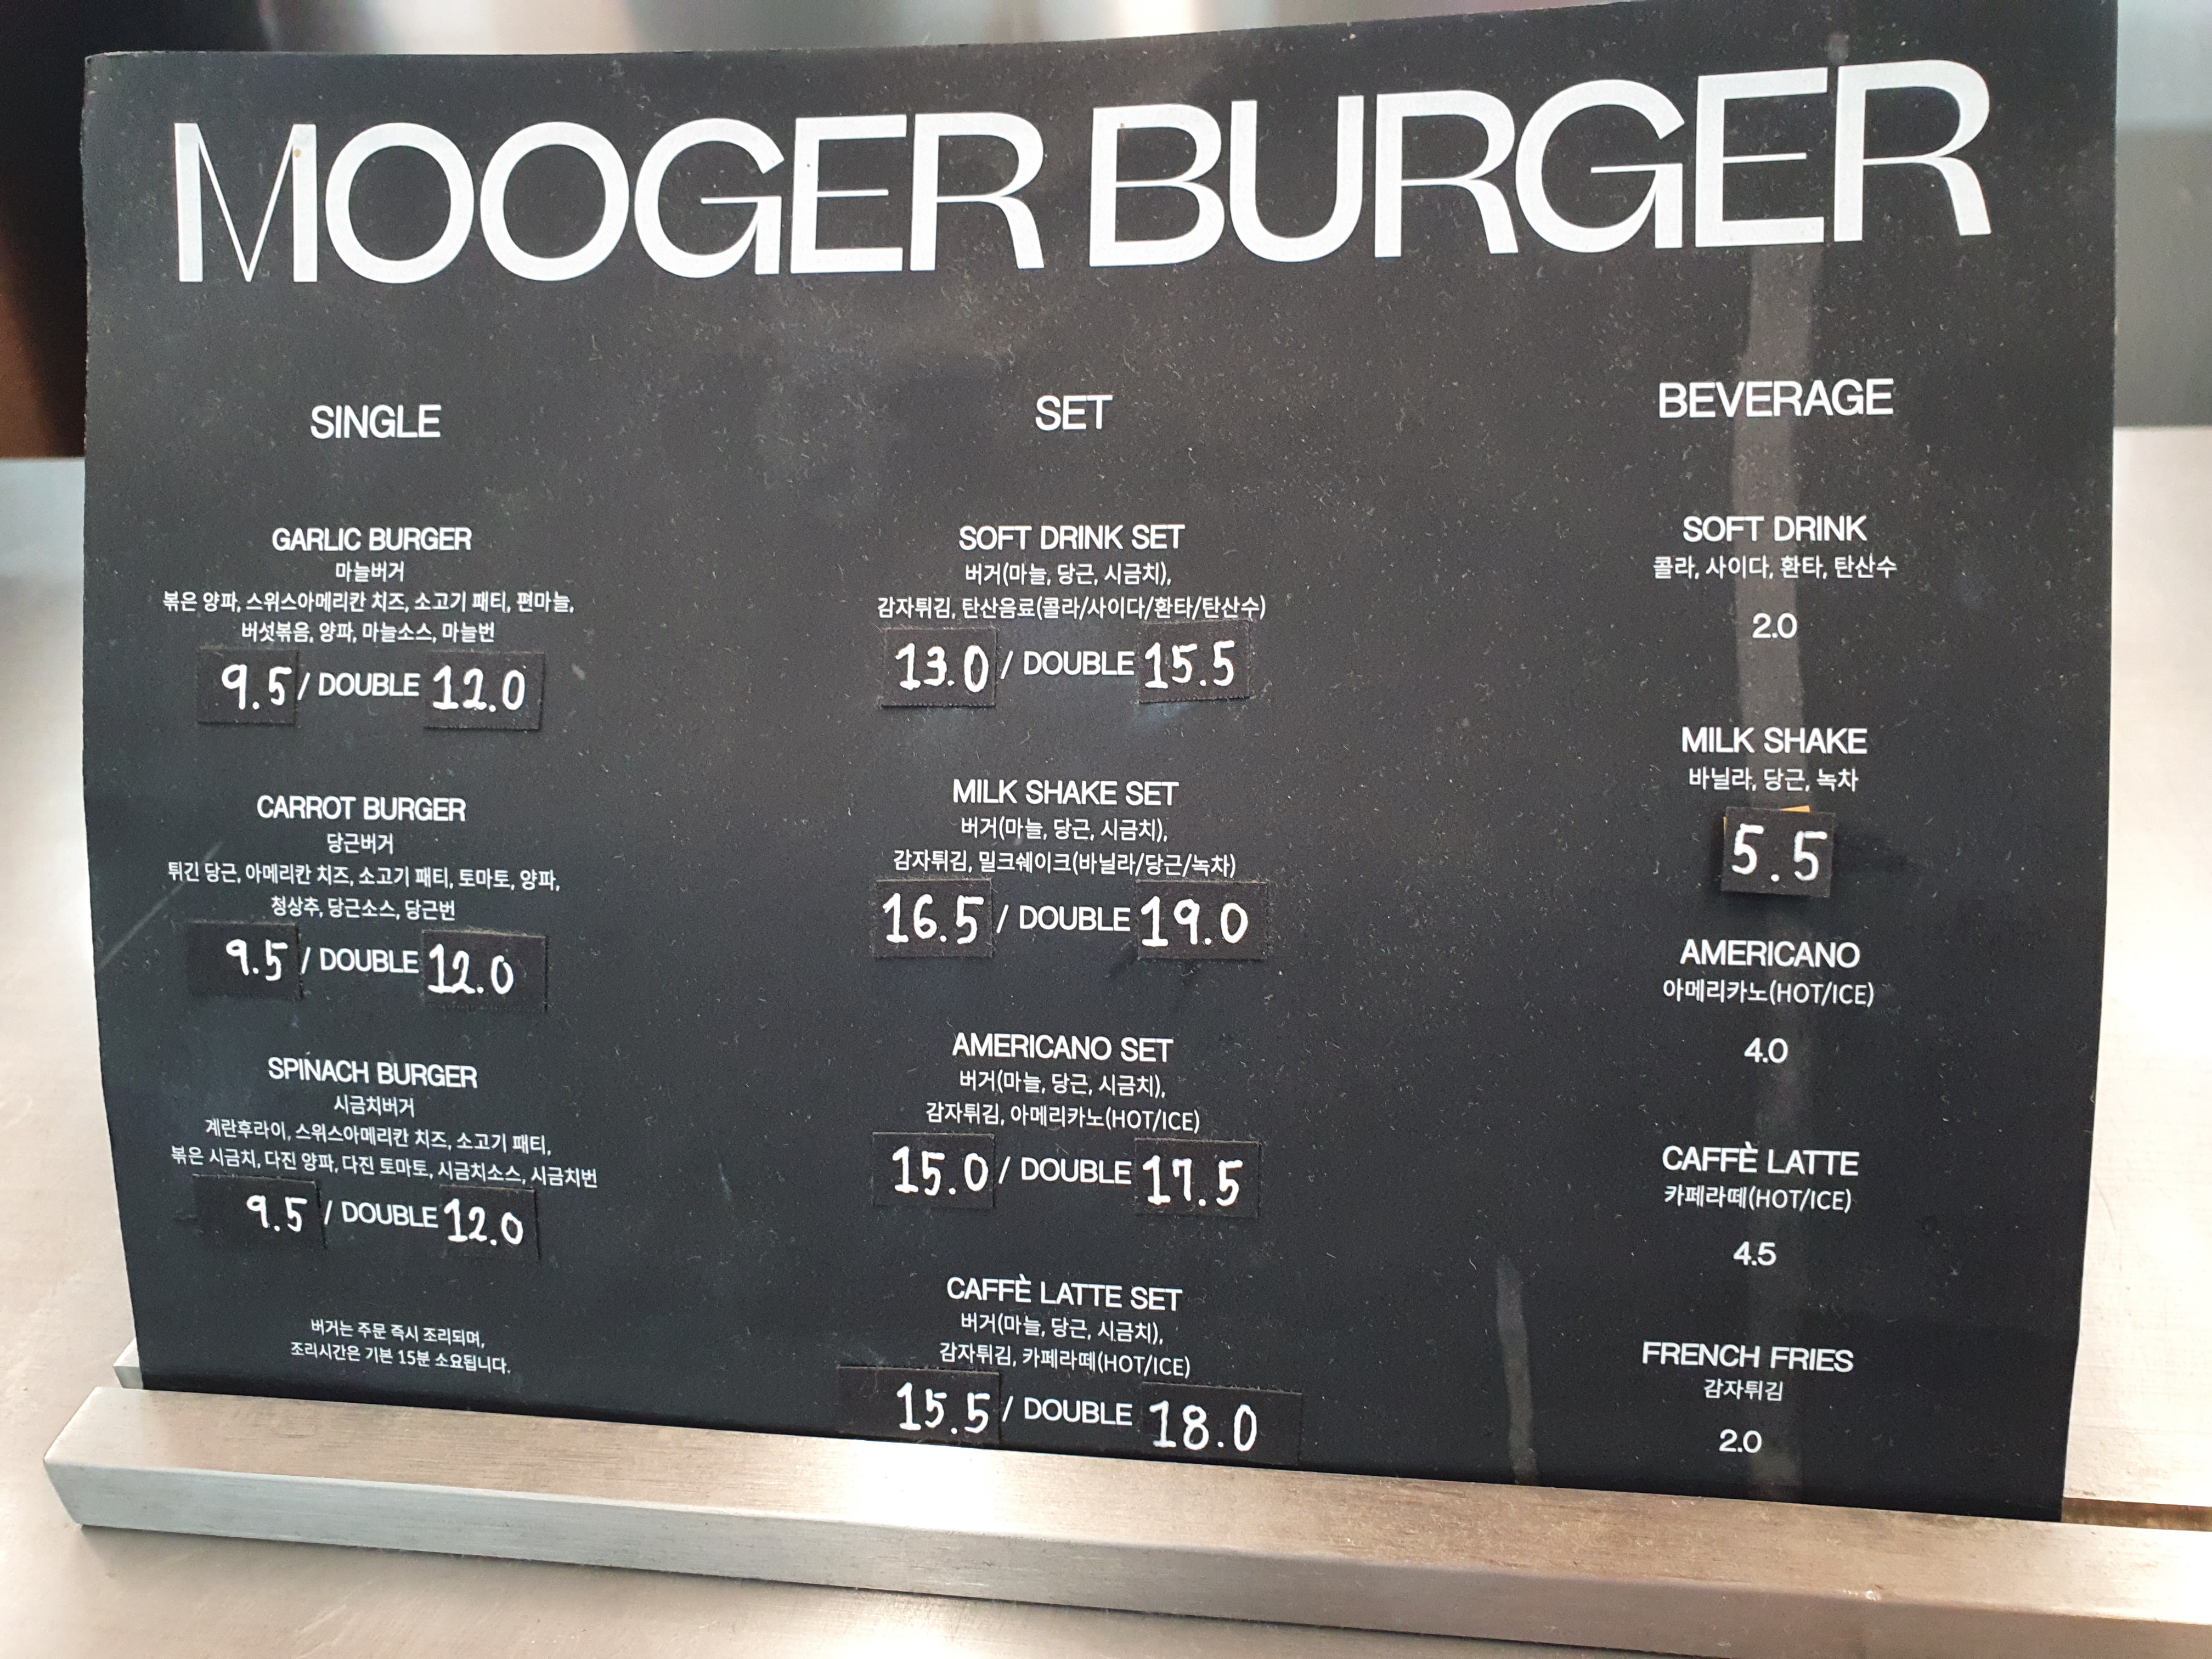 MOOGER BURGER
SINGLE
GARLIC BURGER
마늘버거
볶은 양파, 스위스아메리칸 치즈, 소고기 패티, 편마늘,
버섯볶음, 양파, 마늘소스, 마늘번
9.5 / DOUBLE 12.0
CARROT BURGER
당근버거
튀긴 당근, 아메리칸 치즈, 소고기 패티, 토마토, 양파,
청상추, 당근소스, 당근번
9.5 / DOUBLE 12.0
SPINACH BURGER
시금치버거
계란후라이, 스위스아메리칸 치즈, 소고기 패티,
볶은 시금치, 다진 양파, 다진 토마토, 시금치소스, 시금치번
9.5 / DOUBLE 12.0
버거는 주문 즉시 조리되며,
조리시간은 기본 15분 소요됩니다.
SET
SOFT DRINK SET
버거(마늘, 당근, 시금치),
감자튀김, 탄산음료(콜라/사이다/환타/탄산수)
13.0 / DOUBLE 15.5
MILK SHAKE SET
버거(마늘, 당근, 시금치),
감자튀김, 밀크쉐이크(바닐라/당근/녹차)
16.5 / DOUBLE 19.0
AMERICANO SET
버거(마늘, 당근, 시금치),
감자튀김, 아메리카노(HOT/ICE)
15.0 / DOUBLE 17.5
CAFFÈ LATTE SET
버거(마늘, 당근, 시금치),
감자튀김, 카페라떼(HOT/ICE)
15.5 / DOUBLE 18.0
BEVERAGE
SOFT DRINK
콜라, 사이다, 환타, 탄산수
2.0
MILK SHAKE
바닐라, 당근, 녹차
5.5
AMERICANO
아메리카노(HOT/ICE)
4.0
CAFFÈ LATTE
카페라떼(HOT/ICE)
4.5
FRENCH FRIES
감자튀김
2.0